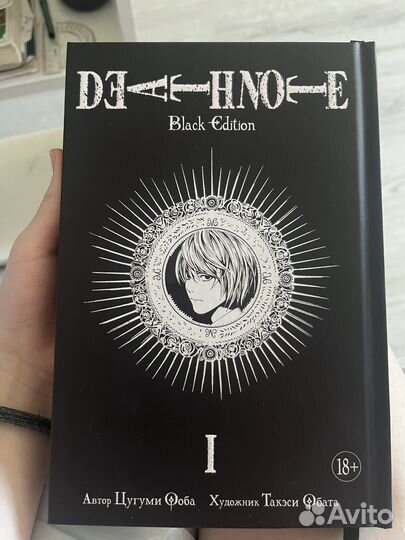 DEATHNOTE
Black Edition
I
18+
Автор Цугуми Ооба Художник Такэси Обата
Avito